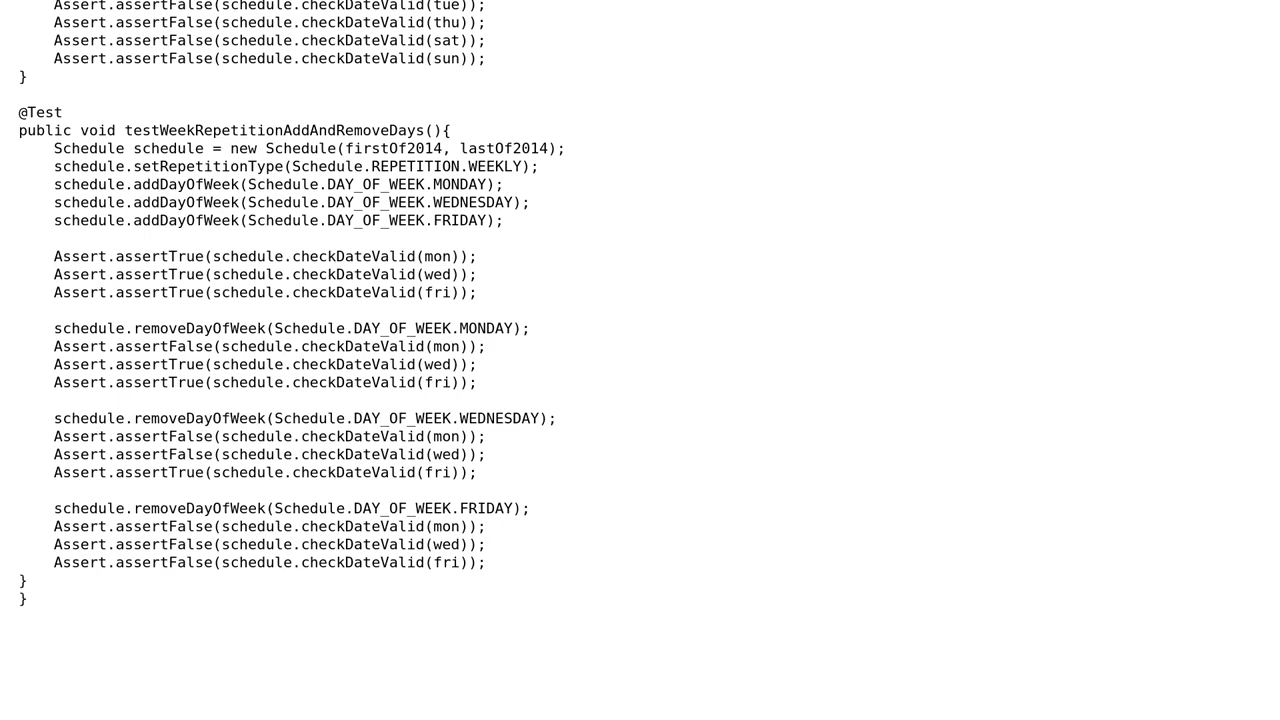 Assert.assertFalse(schedule.checkDateValid(tue));
    Assert.assertFalse(schedule.checkDateValid(thu));
    Assert.assertFalse(schedule.checkDateValid(sat));
    Assert.assertFalse(schedule.checkDateValid(sun));
}

@Test
public void testWeekRepetitionAddAndRemoveDays(){
    Schedule schedule = new Schedule(firstOf2014, lastOf2014);
    schedule.setRepetitionType(Schedule.REPETITION.WEEKLY);
    schedule.addDayOfWeek(Schedule.DAY_OF_WEEK.MONDAY);
    schedule.addDayOfWeek(Schedule.DAY_OF_WEEK.WEDNESDAY);
    schedule.addDayOfWeek(Schedule.DAY_OF_WEEK.FRIDAY);

    Assert.assertTrue(schedule.checkDateValid(mon));
    Assert.assertTrue(schedule.checkDateValid(wed));
    Assert.assertTrue(schedule.checkDateValid(fri));

    schedule.removeDayOfWeek(Schedule.DAY_OF_WEEK.MONDAY);
    Assert.assertFalse(schedule.checkDateValid(mon));
    Assert.assertTrue(schedule.checkDateValid(wed));
    Assert.assertTrue(schedule.checkDateValid(fri));

    schedule.removeDayOfWeek(Schedule.DAY_OF_WEEK.WEDNESDAY);
    Assert.assertFalse(schedule.checkDateValid(mon));
    Assert.assertFalse(schedule.checkDateValid(wed));
    Assert.assertTrue(schedule.checkDateValid(fri));

    schedule.removeDayOfWeek(Schedule.DAY_OF_WEEK.FRIDAY);
    Assert.assertFalse(schedule.checkDateValid(mon));
    Assert.assertFalse(schedule.checkDateValid(wed));
    Assert.assertFalse(schedule.checkDateValid(fri));
}
}